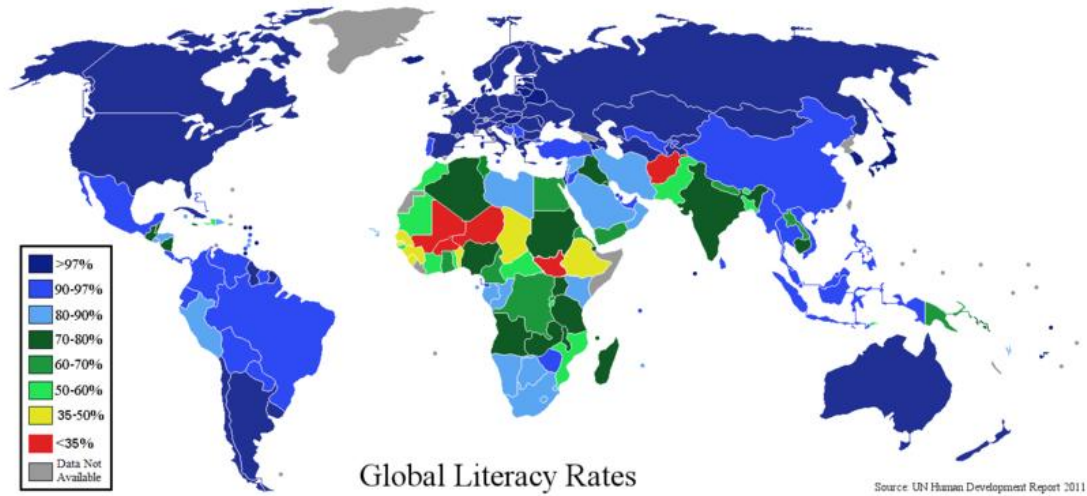 >97%
90-97%
80-90%
70-80%
60-70%
50-60%
35-50%
<35%
Data Not
Available
Global Literacy Rates
Source: UN Human Development Report 2011